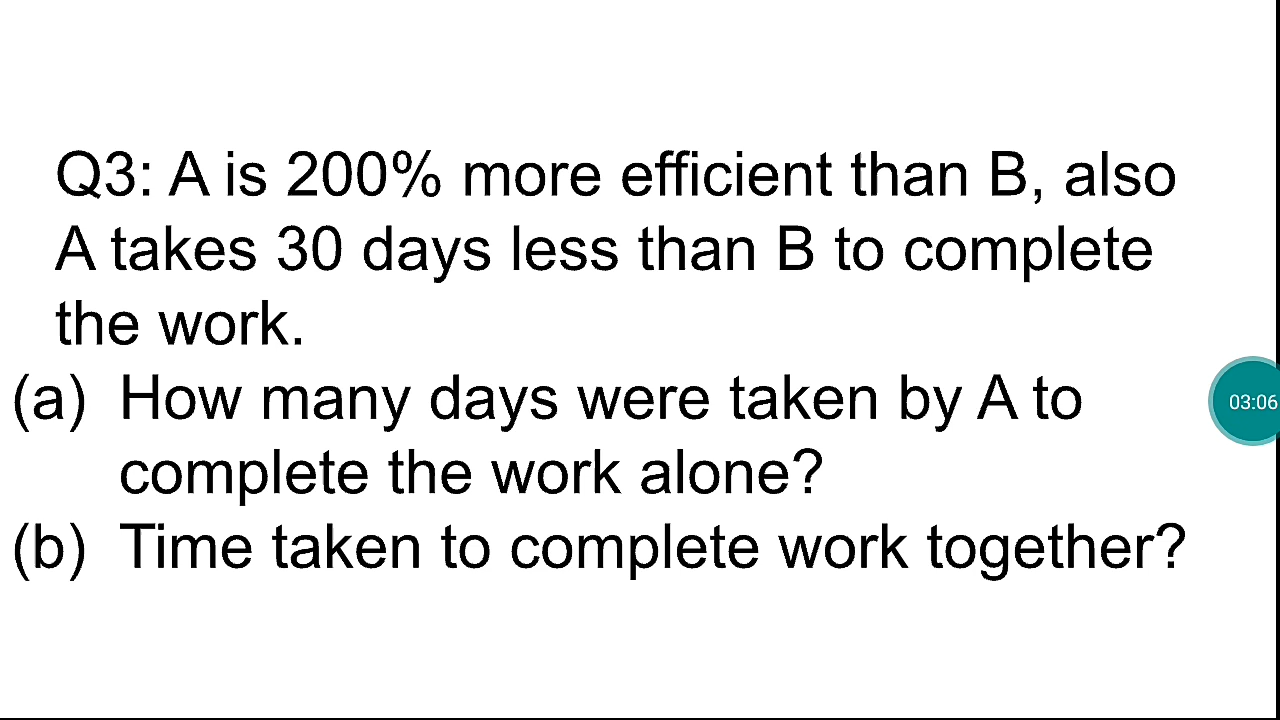 Q3: A is 200% more efficient than B, also
A takes 30 days less than B to complete
the work.
(a) How many days were taken by A to
complete the work alone?
(b) Time taken to complete work together?
03:06